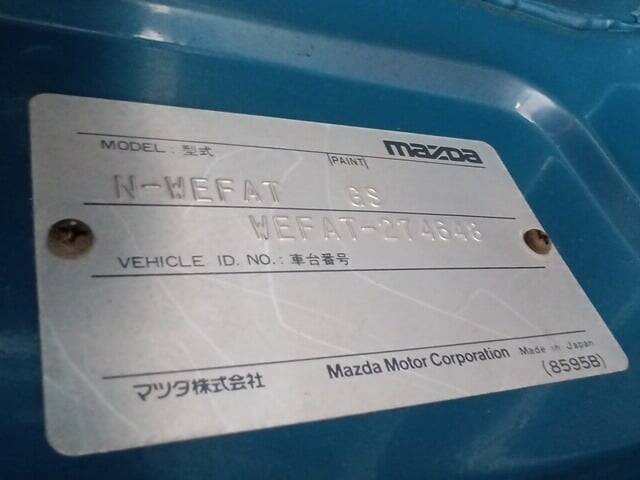 MODEL : 型式 PAINT mazda
N-WEFAT GS
WEFAT-274648
VEHICLE ID. NO. : 車台番号
マツダ株式会社 Mazda Motor Corporation Made in Japan
(8595B)